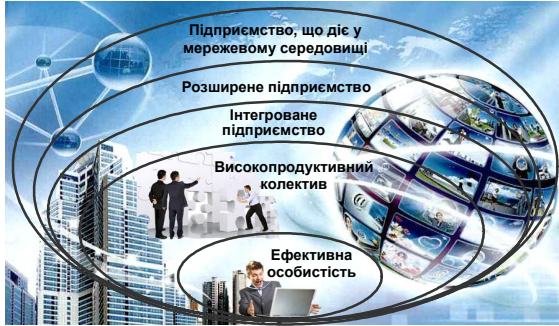 Підприємство, що діє у
мережевому середовищі
Розширене підприємство
Інтегроване
підприємство
Високопродуктивний
колектив
Ефективна
особистість